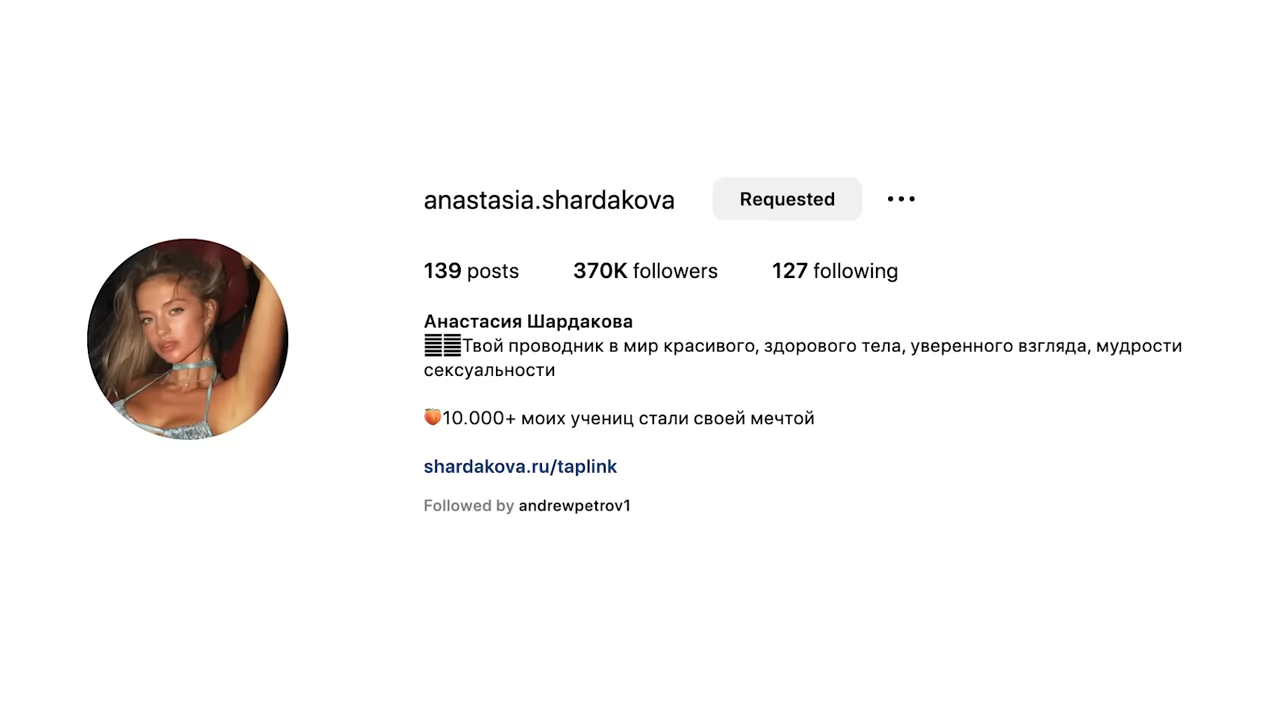 anastasia.shardakova Requested
139 posts 370K followers 127 following
Анастасия Шардакова
Твой проводник в мир красивого, здорового тела, уверенного взгляда, мудрости
сексуальности
🍑10.000+ моих учениц стали своей мечтой
shardakova.ru/taplink
Followed by andrewpetrov1